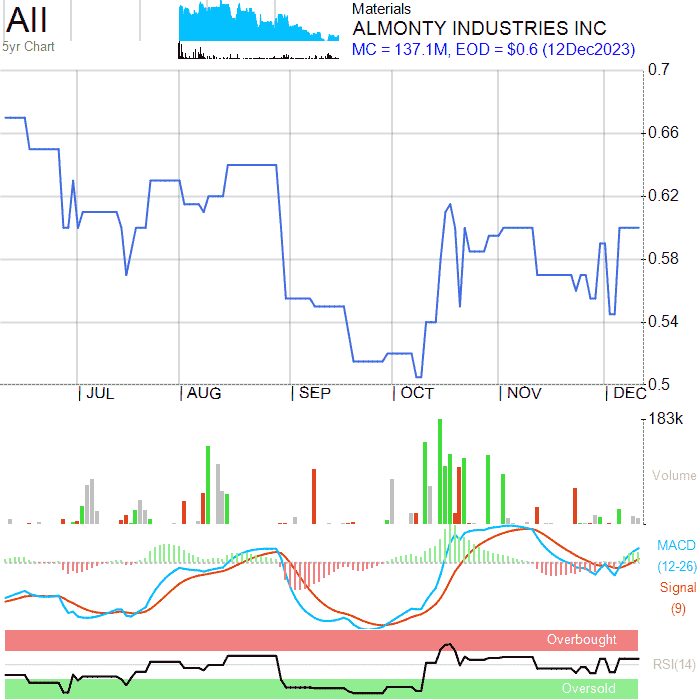 AII
5yr Chart
Materials
ALMONTY INDUSTRIES INC
MC = 137.1M, EOD = $0.6 (12Dec2023)
0.7
0.66
0.62
0.58
0.54
0.5
JUL AUG SEP OCT NOV DEC
183k
Volume
MACD
(12-26)
Signal
(9)
Overbought
RSI(14)
Oversold